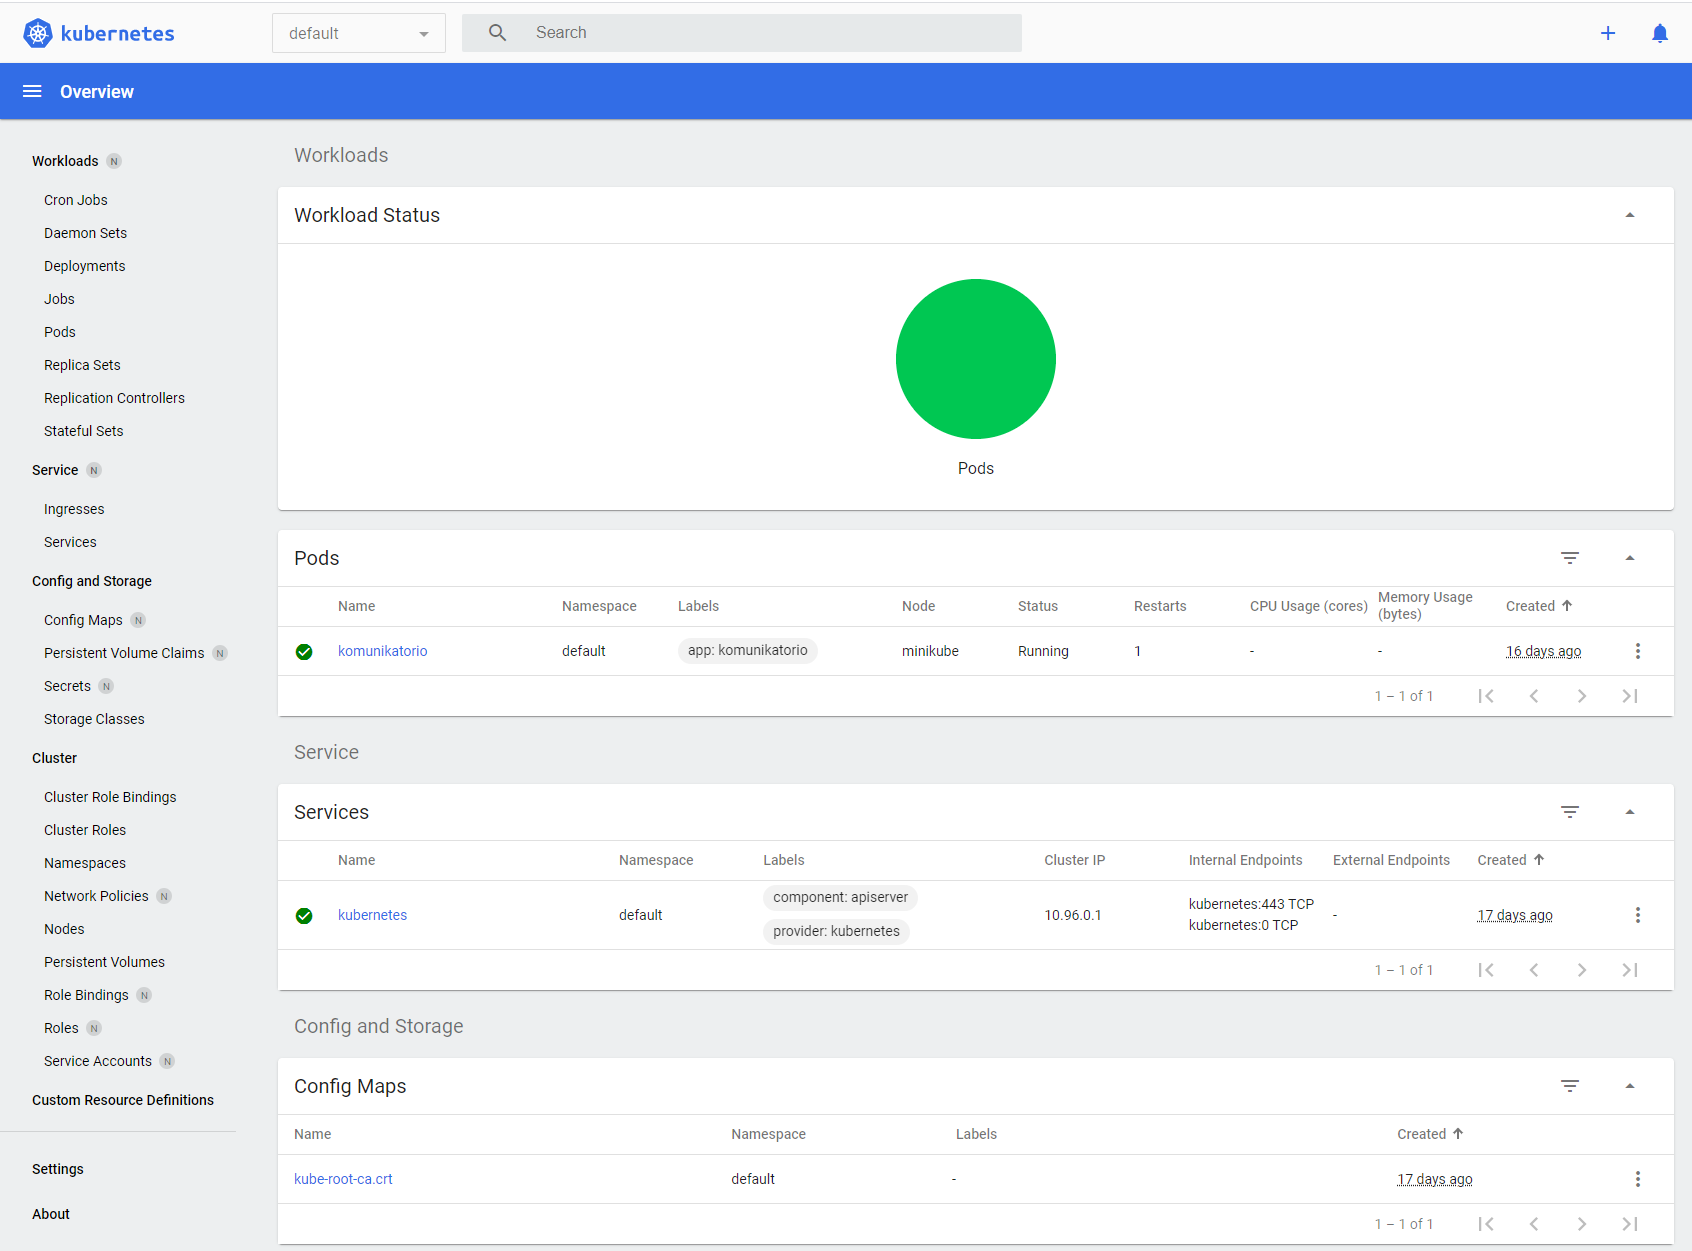 kubernetes
default
Search
Overview
Workloads N
Cron Jobs
Daemon Sets
Deployments
Jobs
Pods
Replica Sets
Replication Controllers
Stateful Sets
Service N
Ingresses
Services
Config and Storage
Config Maps N
Persistent Volume Claims N
Secrets N
Storage Classes
Cluster
Cluster Role Bindings
Cluster Roles
Namespaces
Network Policies N
Nodes
Persistent Volumes
Role Bindings N
Roles N
Service Accounts N
Custom Resource Definitions
Settings
About
Workloads
Workload Status
Pods
Pods
Name Namespace Labels Node Status Restarts CPU Usage (cores) Memory Usage (bytes) Created
komunikatorio default app: komunikatorio minikube Running 1 - - 16 days ago
1 – 1 of 1
Service
Services
Name Namespace Labels Cluster IP Internal Endpoints External Endpoints Created
kubernetes default component: apiserver provider: kubernetes 10.96.0.1 kubernetes:443 TCP kubernetes:0 TCP - 17 days ago
1 – 1 of 1
Config and Storage
Config Maps
Name Namespace Labels Created
kube-root-ca.crt default - 17 days ago
1 – 1 of 1